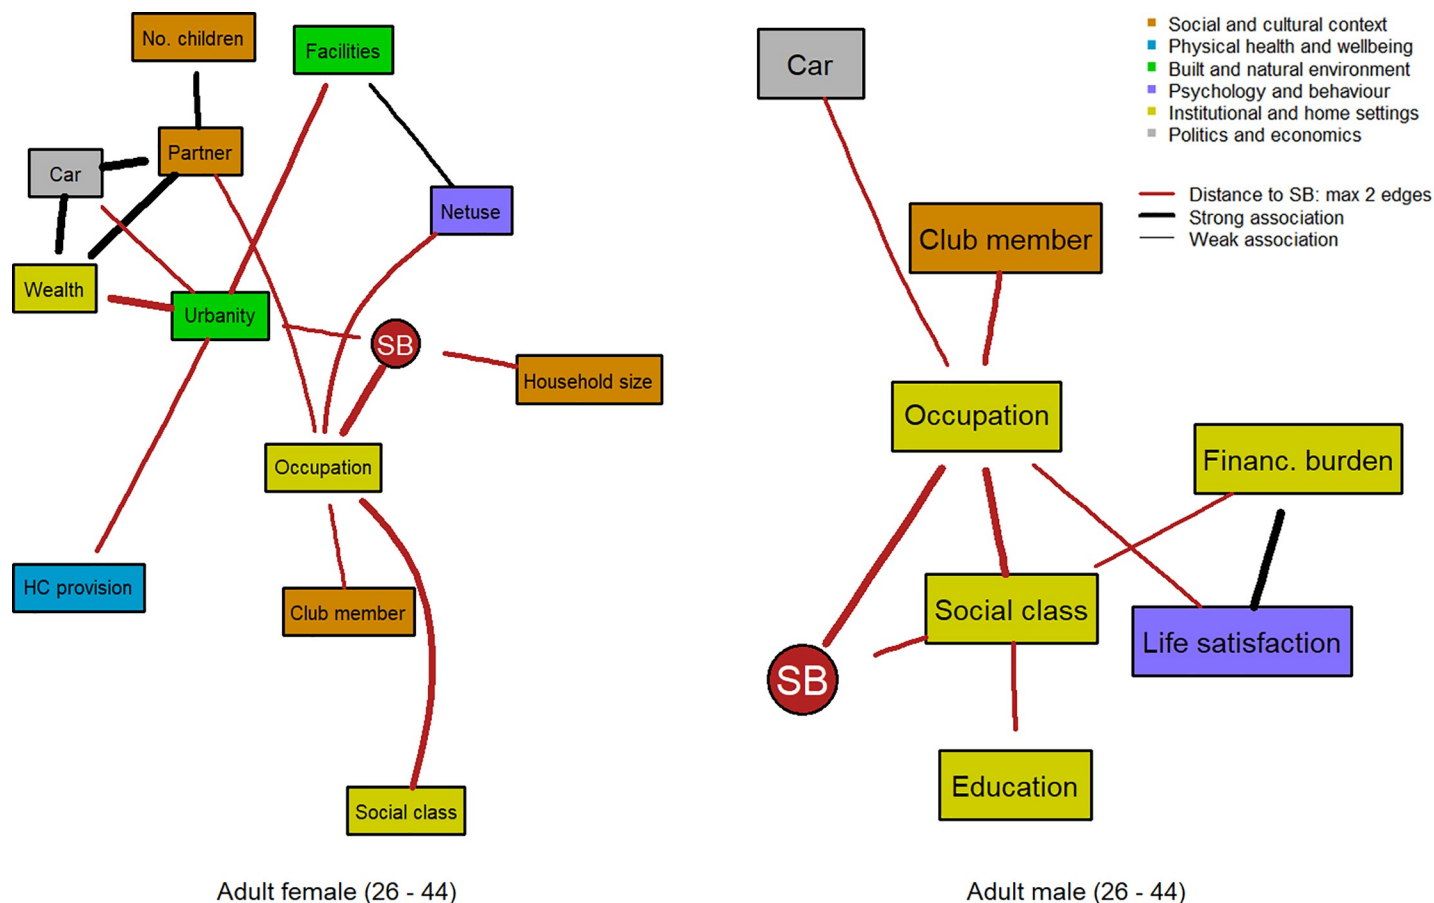 No. children
Facilities
Partner
Car
Netuse
Wealth
Urbanity
SB
Household size
Occupation
HC provision
Club member
Social class
Adult female (26 - 44)
Car
Club member
Occupation
Financ. burden
Social class
Life satisfaction
SB
Education
Adult male (26 - 44)
Social and cultural context
Physical health and wellbeing
Built and natural environment
Psychology and behaviour
Institutional and home settings
Politics and economics
Distance to SB: max 2 edges
Strong association
Weak association